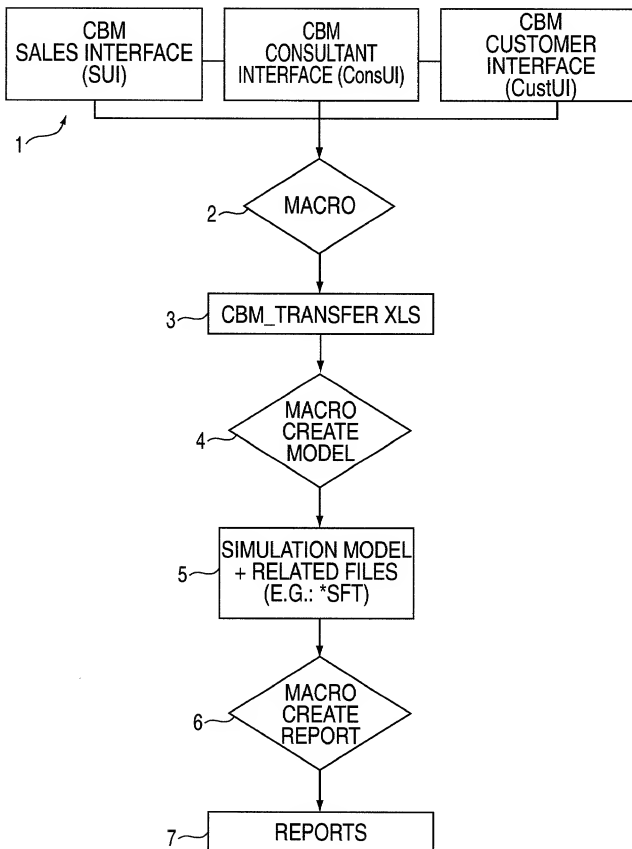 CBM
SALES INTERFACE
(SUI)
CBM
CONSULTANT
INTERFACE (ConsUI)
CBM
CUSTOMER
INTERFACE
(CustUI)
1
2
MACRO
3
CBM_TRANSFER XLS
4
MACRO
CREATE
MODEL
5
SIMULATION MODEL
+ RELATED FILES
(E.G.: *SFT)
6
MACRO
CREATE
REPORT
7
REPORTS